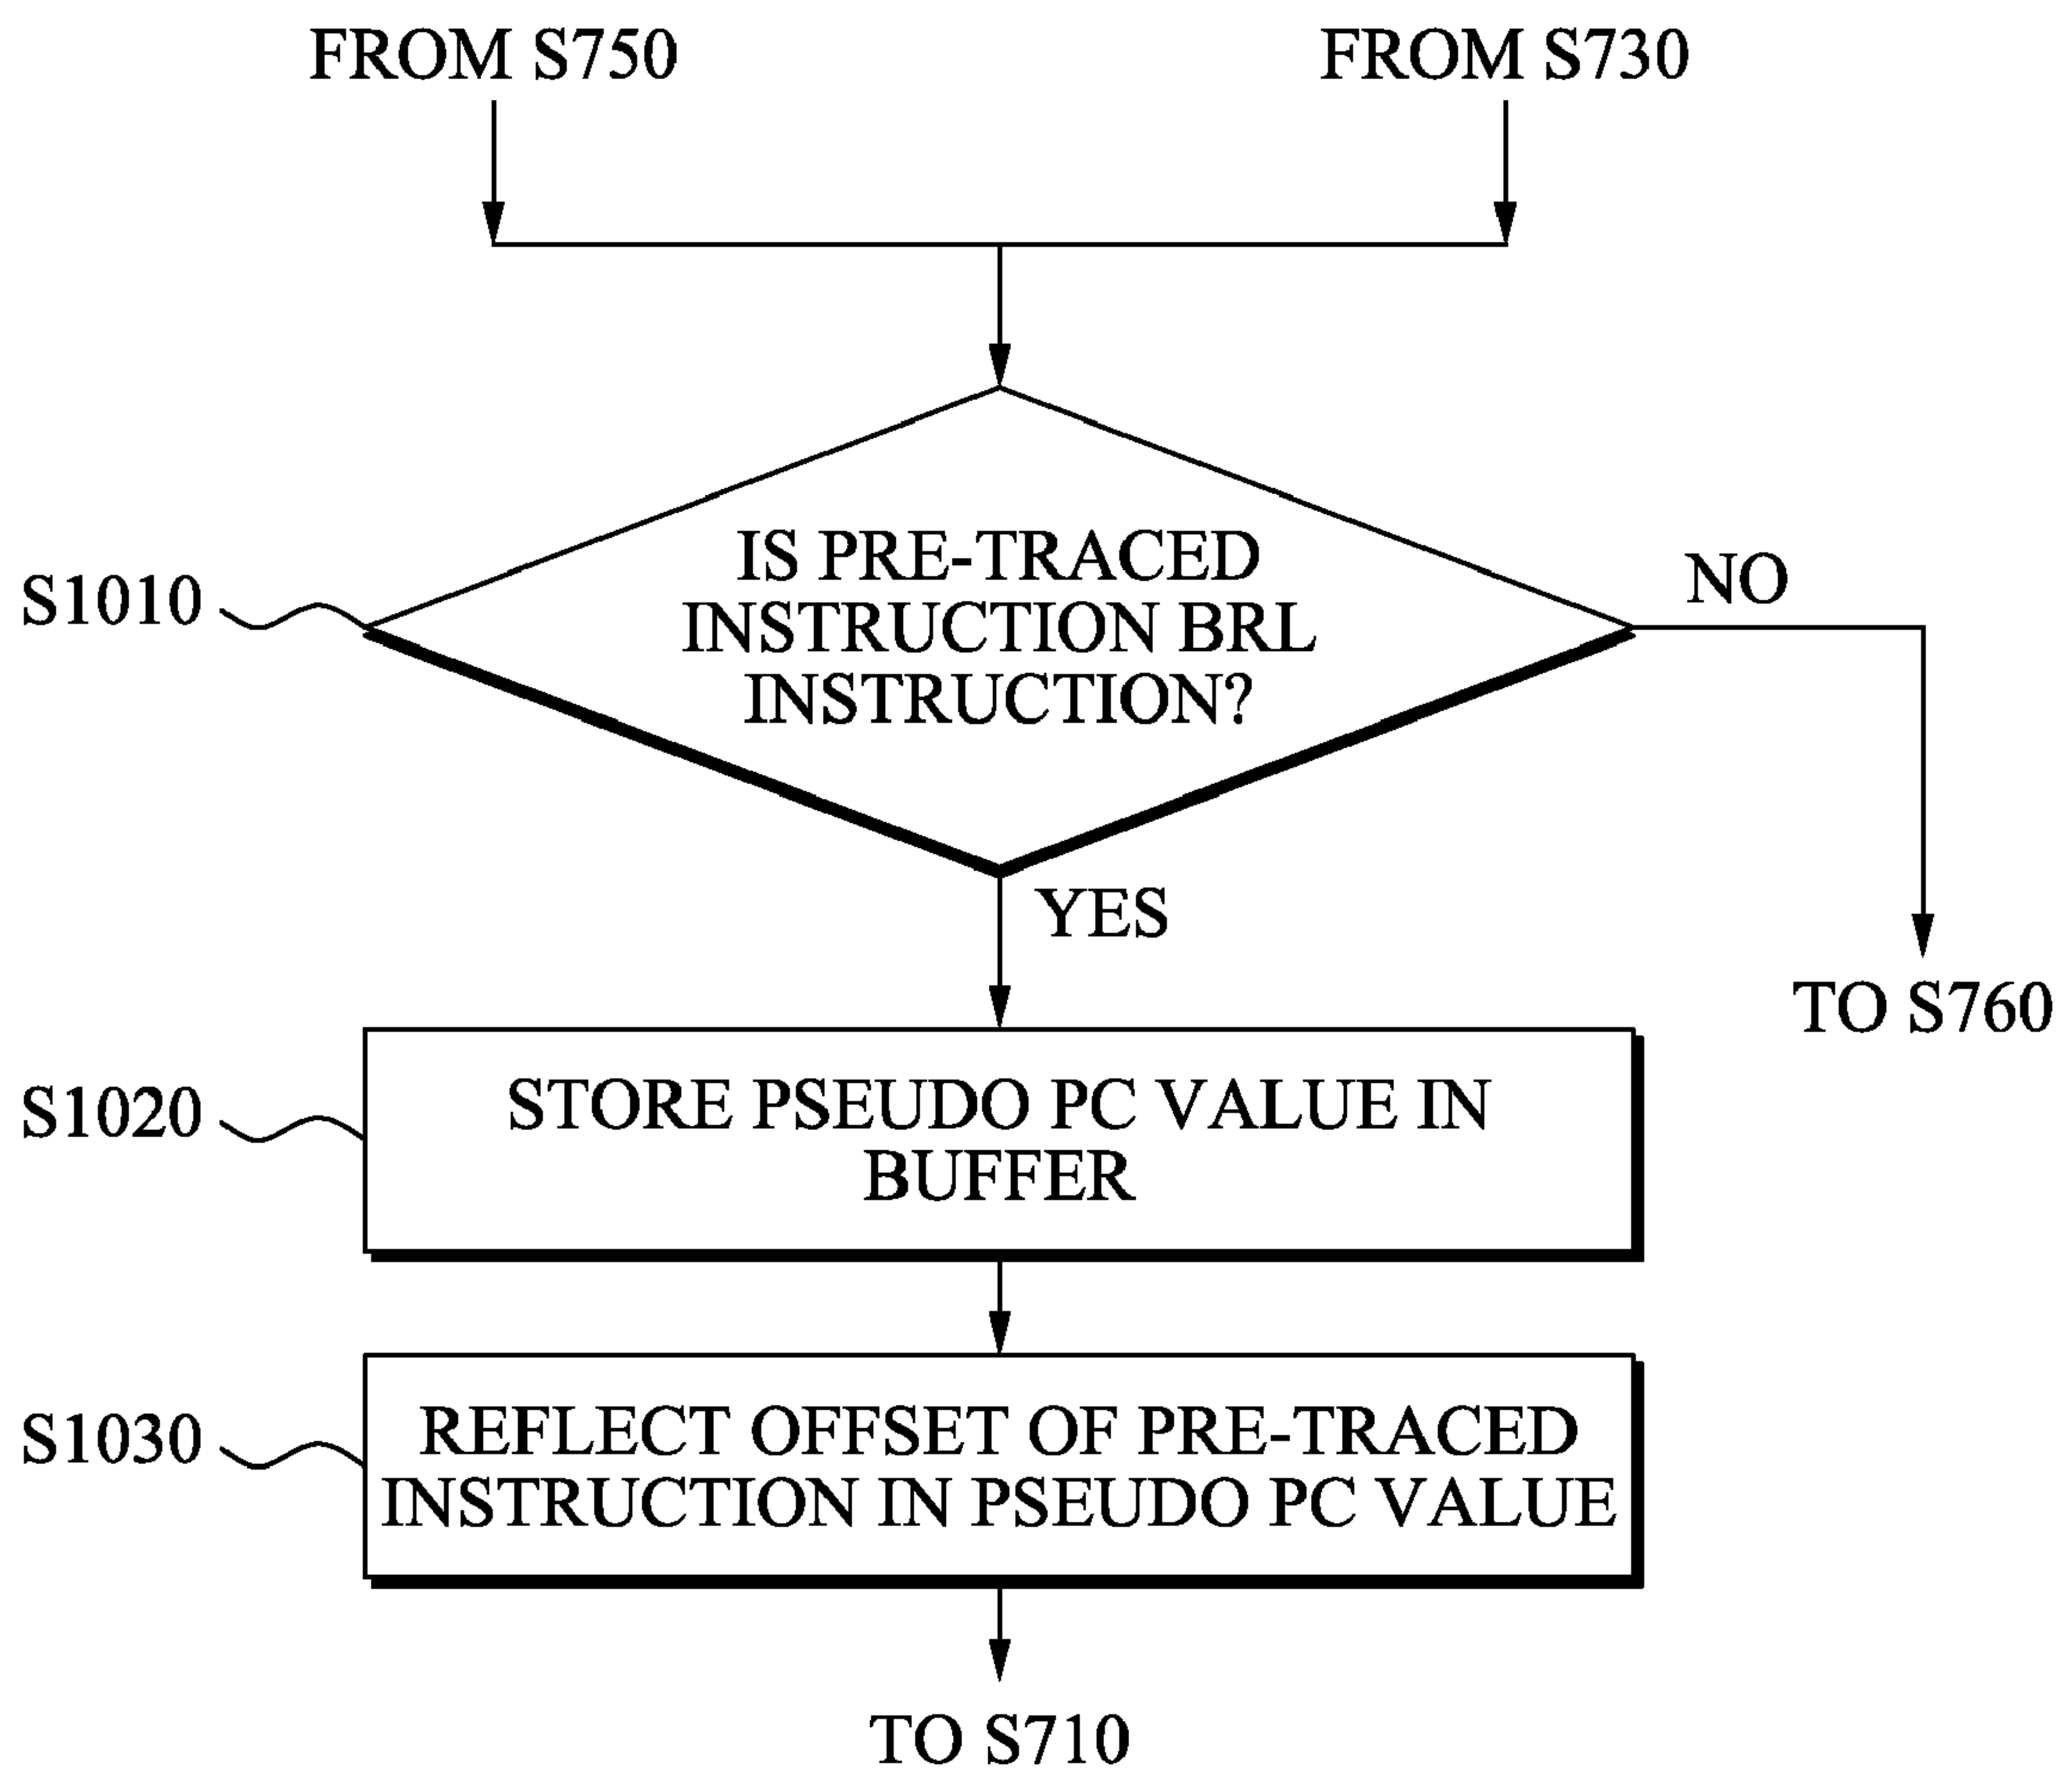 FROM S750
FROM S730
S1010
IS PRE-TRACED
INSTRUCTION BRL
INSTRUCTION?
NO
YES
TO S760
S1020
STORE PSEUDO PC VALUE IN
BUFFER
S1030
REFLECT OFFSET OF PRE-TRACED
INSTRUCTION IN PSEUDO PC VALUE
TO S710